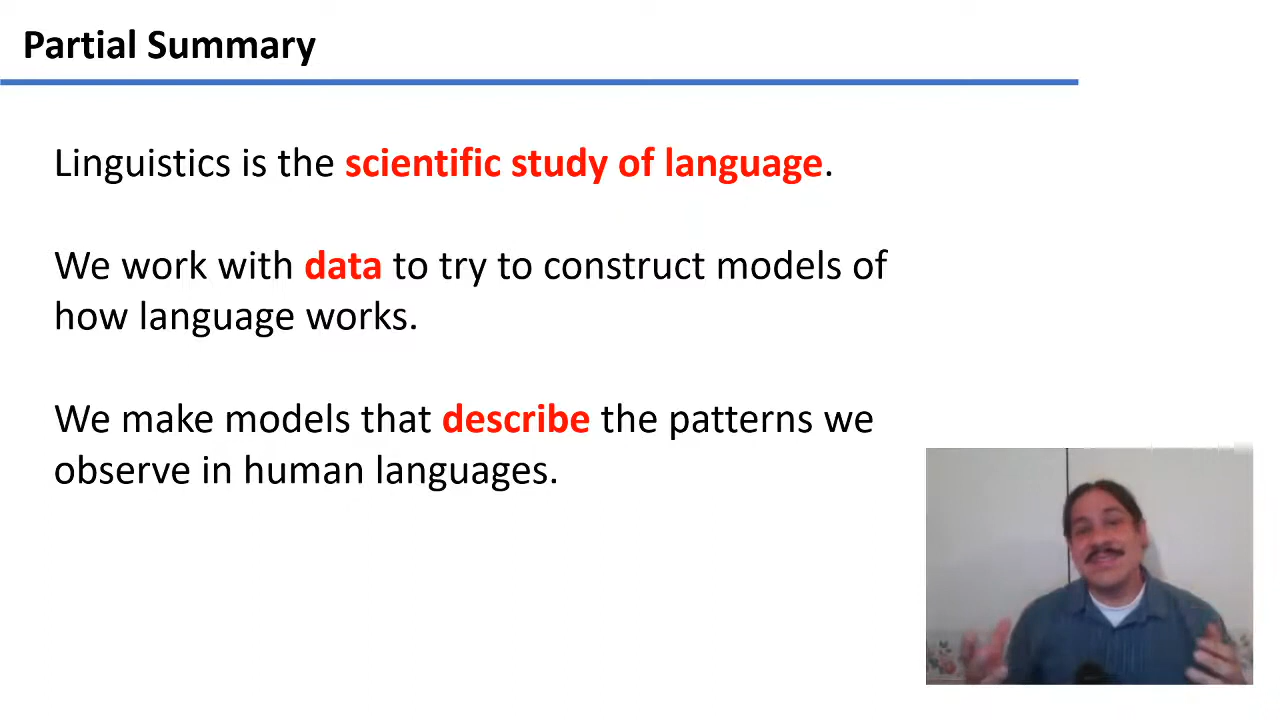 Partial Summary
Linguistics is the scientific study of language.
We work with data to try to construct models of
how language works.
We make models that describe the patterns we
observe in human languages.